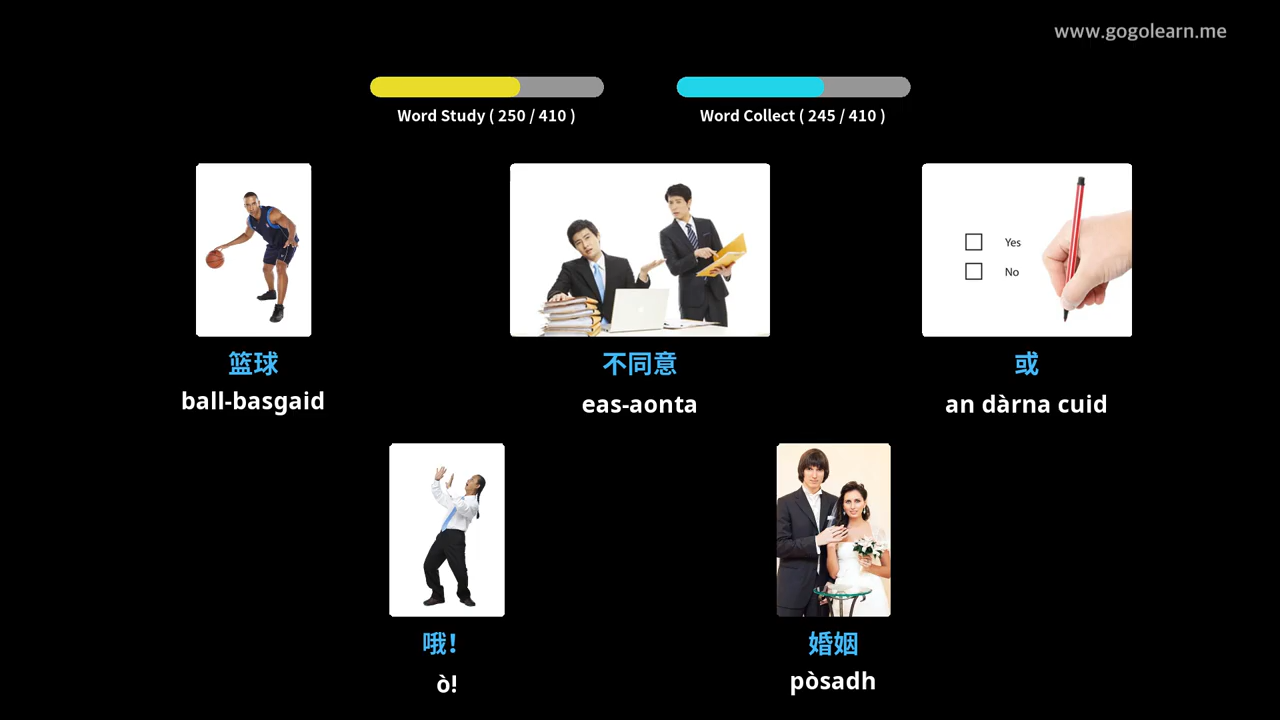 www.gogolearn.me
Word Study ( 250 / 410 )
Word Collect ( 245 / 410 )
Yes
No
篮球
不同意
或
ball-basgaid
eas-aonta
an dàrna cuid
哦!
婚姻
ò!
pòsadh